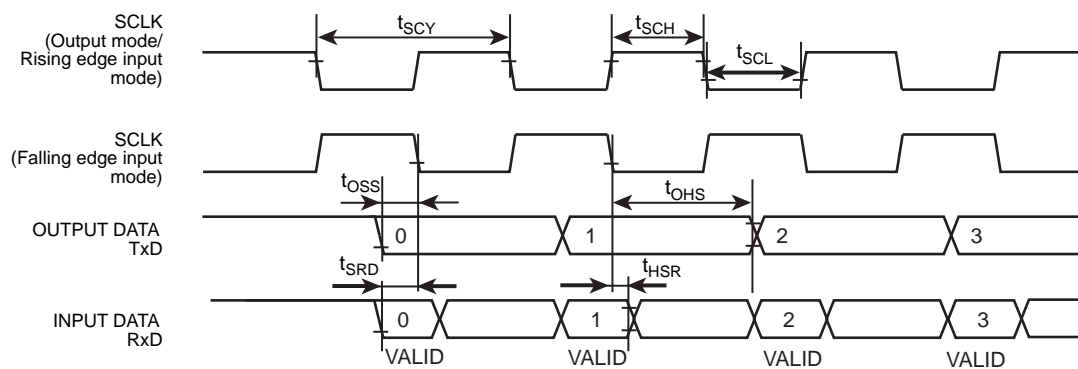 SCLK
(Output mode/
Rising edge input
mode)
tSCY
tSCH
tSCL
SCLK
(Falling edge input
mode)
tOSS
tOHS
OUTPUT DATA
TxD
0
1
2
3
tSRD
tHSR
INPUT DATA
RxD
0
1
2
3
VALID
VALID
VALID
VALID